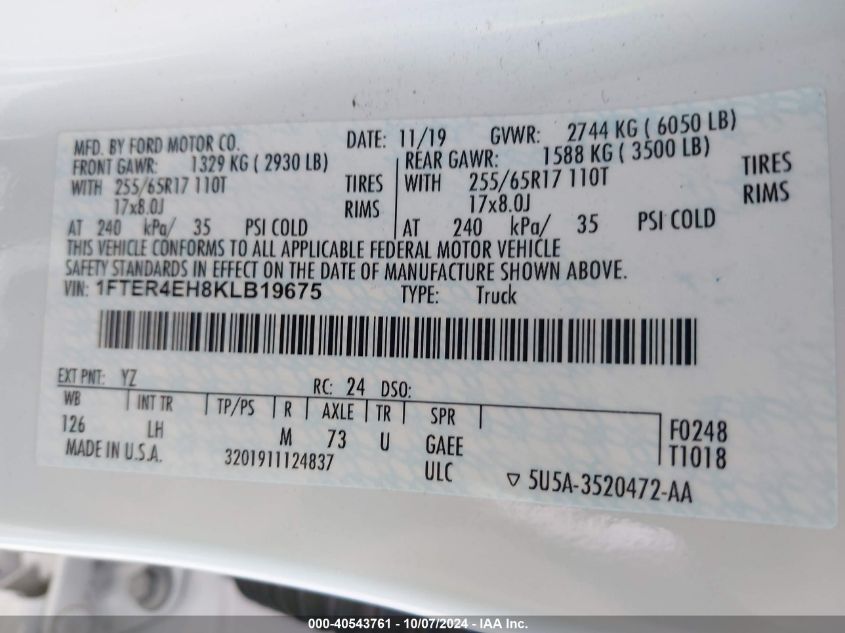 MFD. BY FORD MOTOR CO. DATE: 11/19 GVWR: 2744 KG ( 6050 LB)
FRONT GAWR: 1329 KG ( 2930 LB) REAR GAWR: 1588 KG ( 3500 LB)
WITH 255/65R17 110T TIRES WITH 255/65R17 110T TIRES
17x8.0J RIMS 17x8.0J RIMS
AT 240 kPa/ 35 PSI COLD AT 240 kPa/ 35 PSI COLD
THIS VEHICLE CONFORMS TO ALL APPLICABLE FEDERAL MOTOR VEHICLE
SAFETY STANDARDS IN EFFECT ON THE DATE OF MANUFACTURE SHOWN ABOVE.
VIN: 1FTER4EH8KLB19675 TYPE: Truck
EXT PNT: YZ RC: 24 DSO:
WB INT TR TP/PS R AXLE TR SPR
126 LH M 73 U GAEE F0248
MADE IN U.S.A. 3201911124837 ULC T1018
▽ 5U5A-3520472-AA
000-40543761 - 10/07/2024 - IAA Inc.